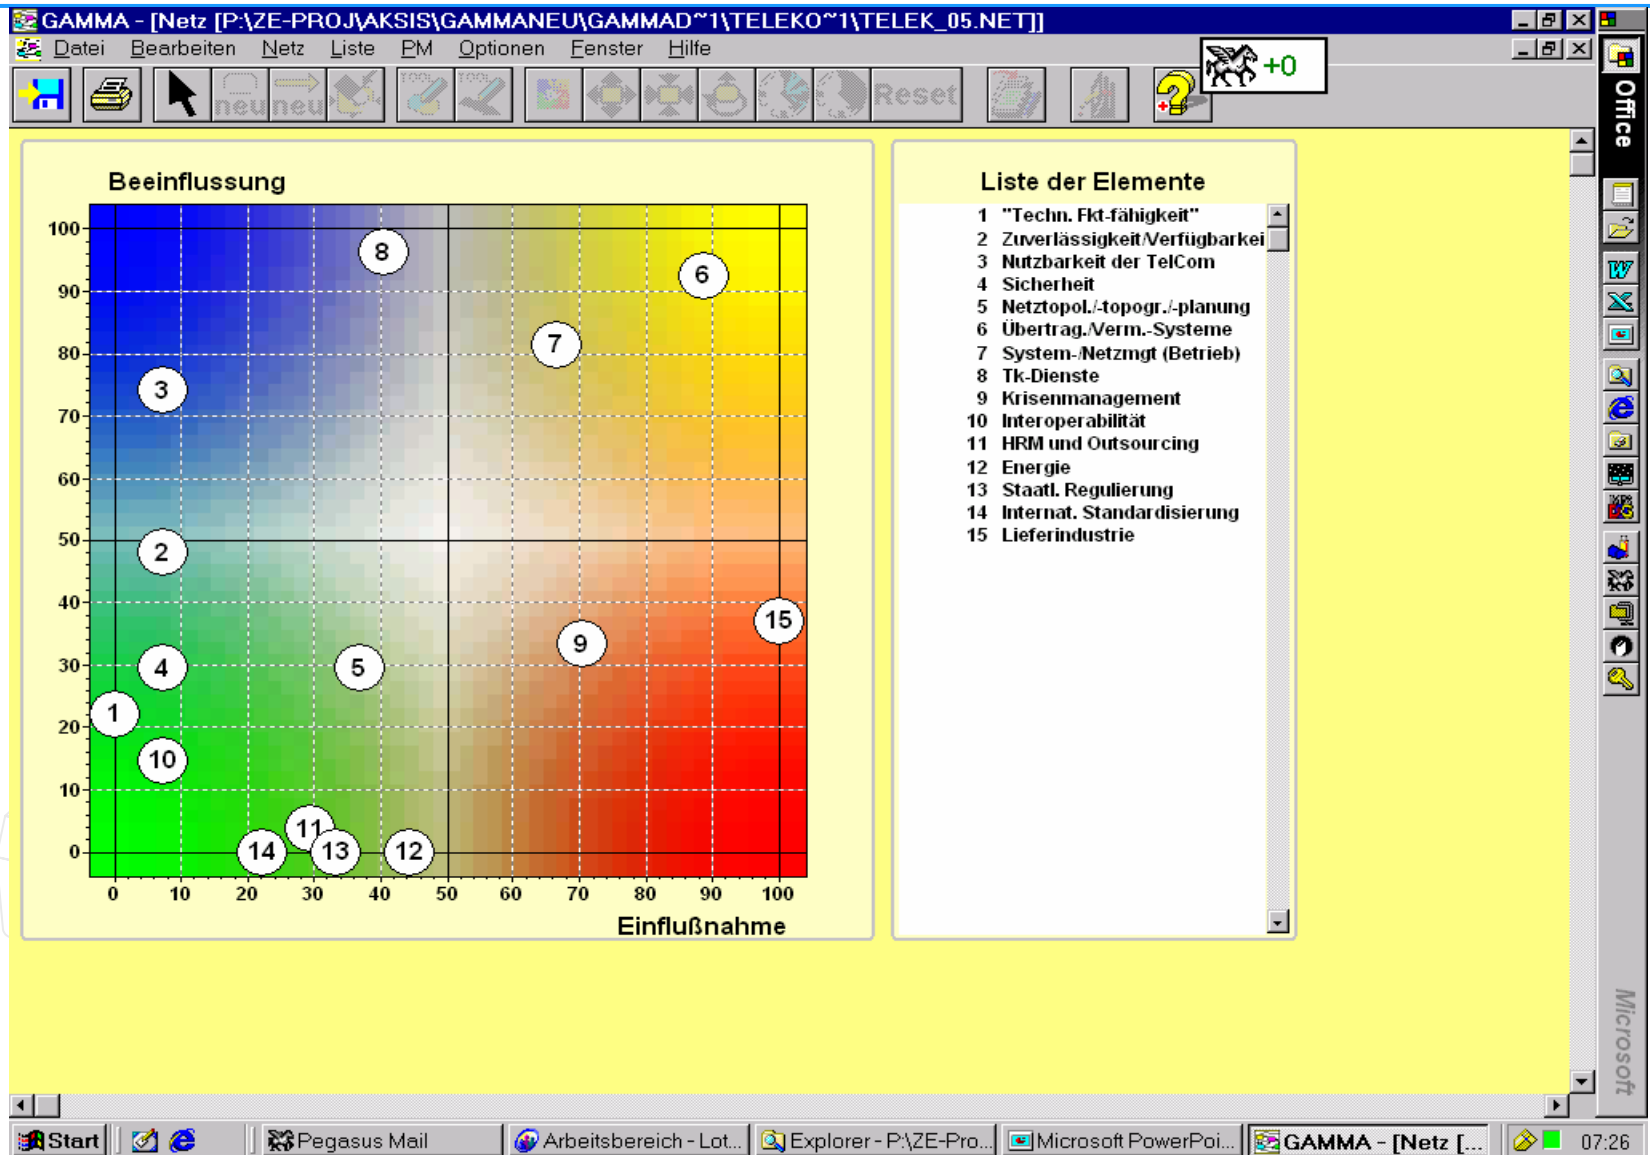 GAMMA - [Netz [P:\ZE-PROJ\AKSIS\GAMMANEU\GAMMAD~1\TELEKO~1\TELEK_05.NET]]
Datei Bearbeiten Netz Liste PM Optionen Fenster Hilfe
+0
neu neu Reset
Office
Beeinflussung
100
90
80
70
60
50
40
30
20
10
0
8
6
7
3
2
15
9
4
5
1
10
11
14 13 12
0 10 20 30 40 50 60 70 80 90 100
Einflußnahme
Liste der Elemente
1 "Techn. Fkt-fähigkeit"
2 Zuverlässigkeit/Verfügbarkei
3 Nutzbarkeit der TelCom
4 Sicherheit
5 Netztopol./-topogr./-planung
6 Übertrag./Verm.-Systeme
7 System-/Netzmgt (Betrieb)
8 Tk-Dienste
9 Krisenmanagement
10 Interoperabilität
11 HRM und Outsourcing
12 Energie
13 Staatl. Regulierung
14 Internat. Standardisierung
15 Lieferindustrie
Microsoft
Start Pegasus Mail Arbeitsbereich - Lot... Explorer - P:\ZE-Pro... Microsoft PowerPoi... GAMMA - [Netz [... 07:26